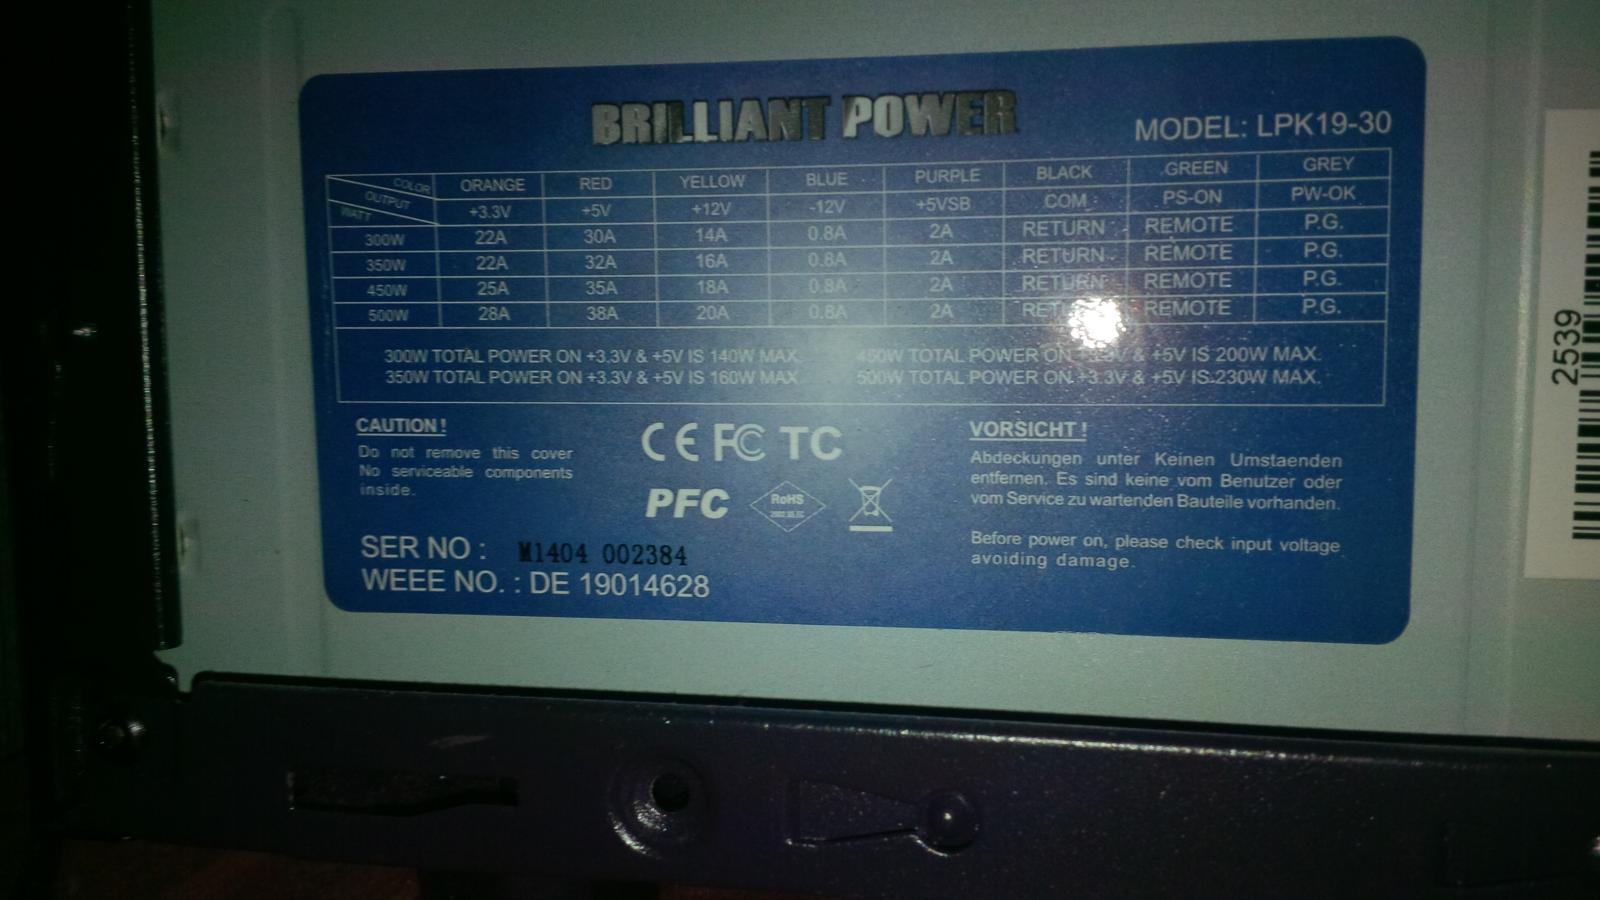 BRILLIANT POWER
MODEL: LPK19-30
COLOR OUTPUT WATT ORANGE RED YELLOW BLUE PURPLE BLACK GREEN GREY
+3.3V +5V +12V -12V +5VSB COM PS-ON PW-OK
300W 22A 30A 14A 0.8A 2A RETURN REMOTE P.G.
350W 22A 32A 16A 0.8A 2A RETURN REMOTE P.G.
450W 25A 35A 18A 0.8A 2A RETURN REMOTE P.G.
500W 28A 38A 20A 0.8A 2A RETURN REMOTE P.G.
300W TOTAL POWER ON +3.3V & +5V IS 140W MAX.
350W TOTAL POWER ON +3.3V & +5V IS 160W MAX.
450W TOTAL POWER ON +3.3V & +5V IS 200W MAX.
500W TOTAL POWER ON +3.3V & +5V IS 230W MAX.
CAUTION!
Do not remove this cover
No serviceable components
inside.
CE FC TC
PFC
RoHS
VORSICHT!
Abdeckungen unter Keinen Umstaenden
entfernen. Es sind keine vom Benutzer oder
vom Service zu wartenden Bauteile vorhanden.
Before power on, please check input voltage
avoiding damage.
SER NO : M1404 002384
WEEE NO. : DE 19014628
2539